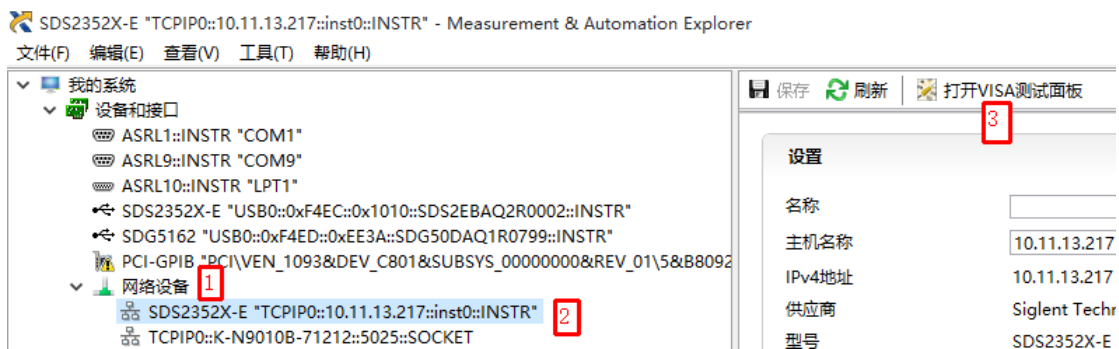 SDS2352X-E "TCPIP0::10.11.13.217::inst0::INSTR" - Measurement & Automation Explorer
文件(F) 编辑(E) 查看(V) 工具(T) 帮助(H)
我的系统
设备和接口
ASRL1::INSTR "COM1"
ASRL9::INSTR "COM9"
ASRL10::INSTR "LPT1"
SDS2352X-E "USB0::0xF4EC::0x1010::SDS2EBAQ2R0002::INSTR"
SDG5162 "USB0::0xF4ED::0xEE3A::SDG50DAQ1R0799::INSTR"
PCI-GPIB "PCI\VEN_1093&DEV_C801&SUBSYS_00000000&REV_01\5&B8092
网络设备 1
SDS2352X-E "TCPIP0::10.11.13.217::inst0::INSTR" 2
TCPIP0::K-N9010B-71212::5025::SOCKET
保存 刷新 打开VISA测试面板
3
设置
名称
主机名称 10.11.13.217
IPv4地址 10.11.13.217
供应商 Siglent Techn
型号 SDS2352X-E